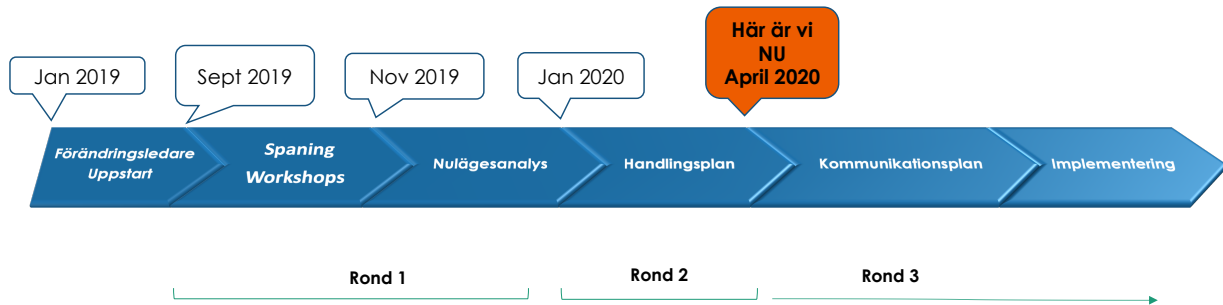 Jan 2019
Sept 2019
Nov 2019
Jan 2020
Här är vi
NU
April 2020
Förändringsledare
Uppstart
Spaning
Workshops
Nulägesanalys
Handlingsplan
Kommunikationsplan
Implementering
Rond 1
Rond 2
Rond 3